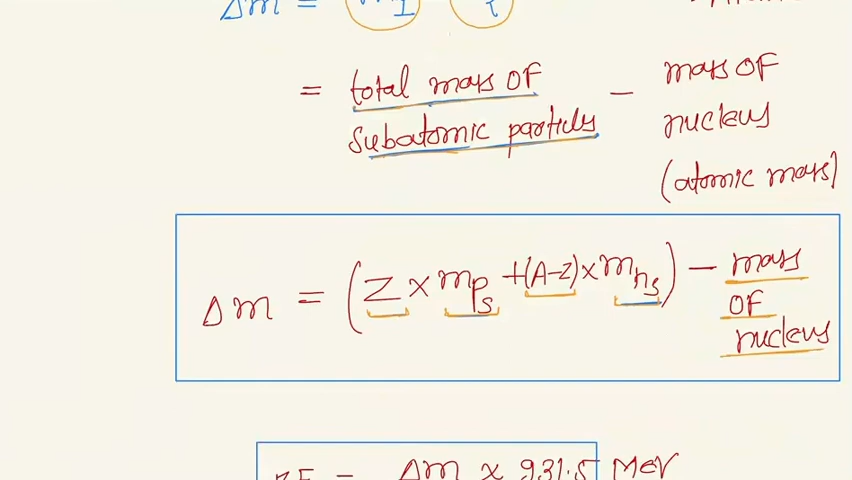 Δm =
= total mass OF - mass OF
subatomic particles nucleus
(atomic mass)
Δm = (Z × mps + (A-Z) × mns) - mass
OF
nucleus
Δm × 931.5 MeV